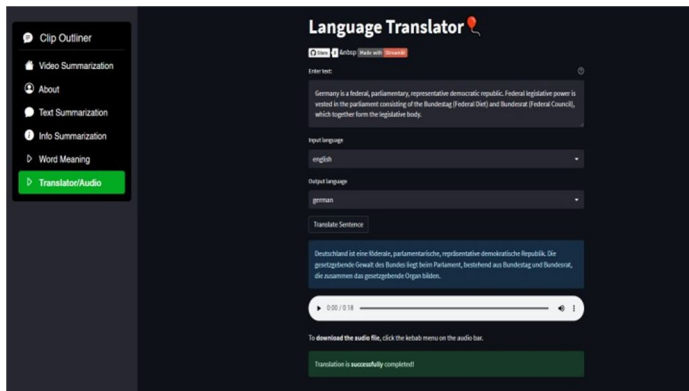 Clip Outliner
Video Summarization
About
Text Summarization
Info Summarization
Word Meaning
Translator/Audio
Language Translator
Stars
&nbsp
Made with Streamlit
Enter text:
Germany is a federal, parliamentary, representative democratic republic. Federal legislative power is
vested in the parliament consisting of the Bundestag (Federal Diet) and Bundesrat (Federal Council),
which together form the legislative body.
Input language
english
Output language
german
Translate Sentence
Deutschland ist eine föderale, parlamentarische, repräsentative demokratische Republik. Die
gesetzgebende Gewalt des Bundes liegt beim Parlament, bestehend aus Bundestag und Bundesrat,
die zusammen das gesetzgebende Organ bilden.
0:00 / 0:18
To download the audio file, click the kebab menu on the audio bar.
Translation is successfully completed!